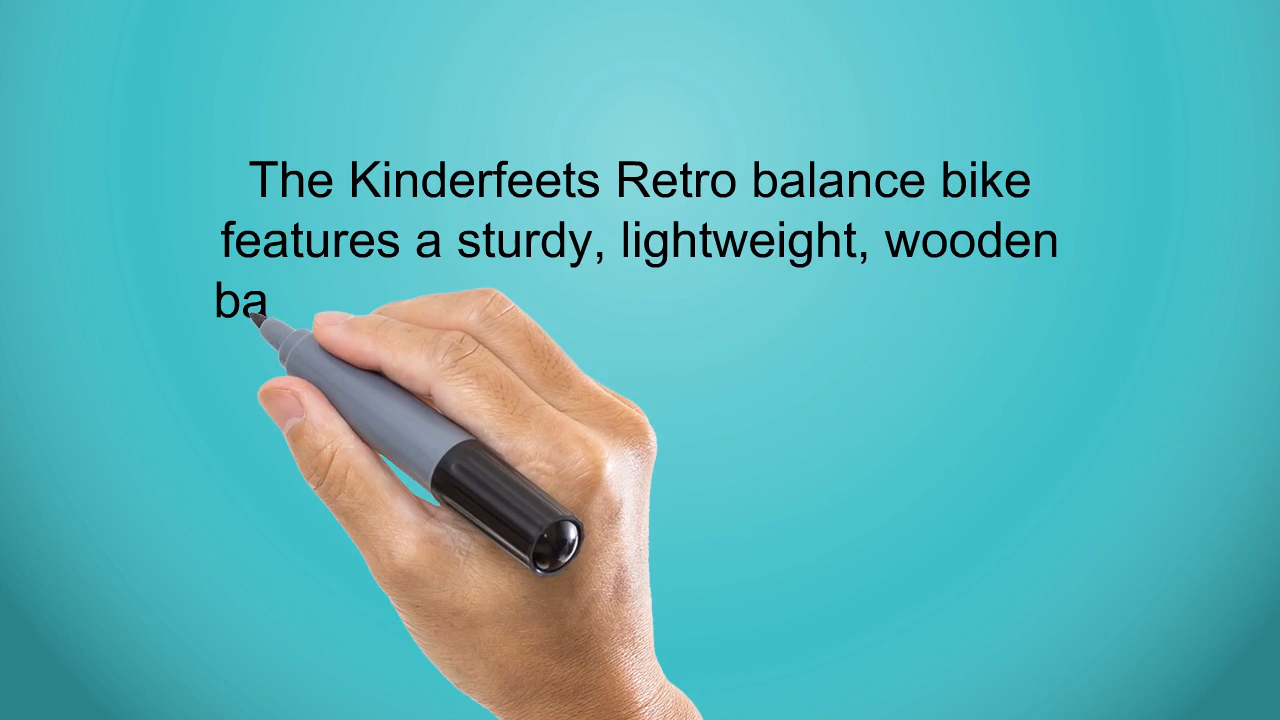 The Kinderfeets Retro balance bike
features a sturdy, lightweight, wooden
ba